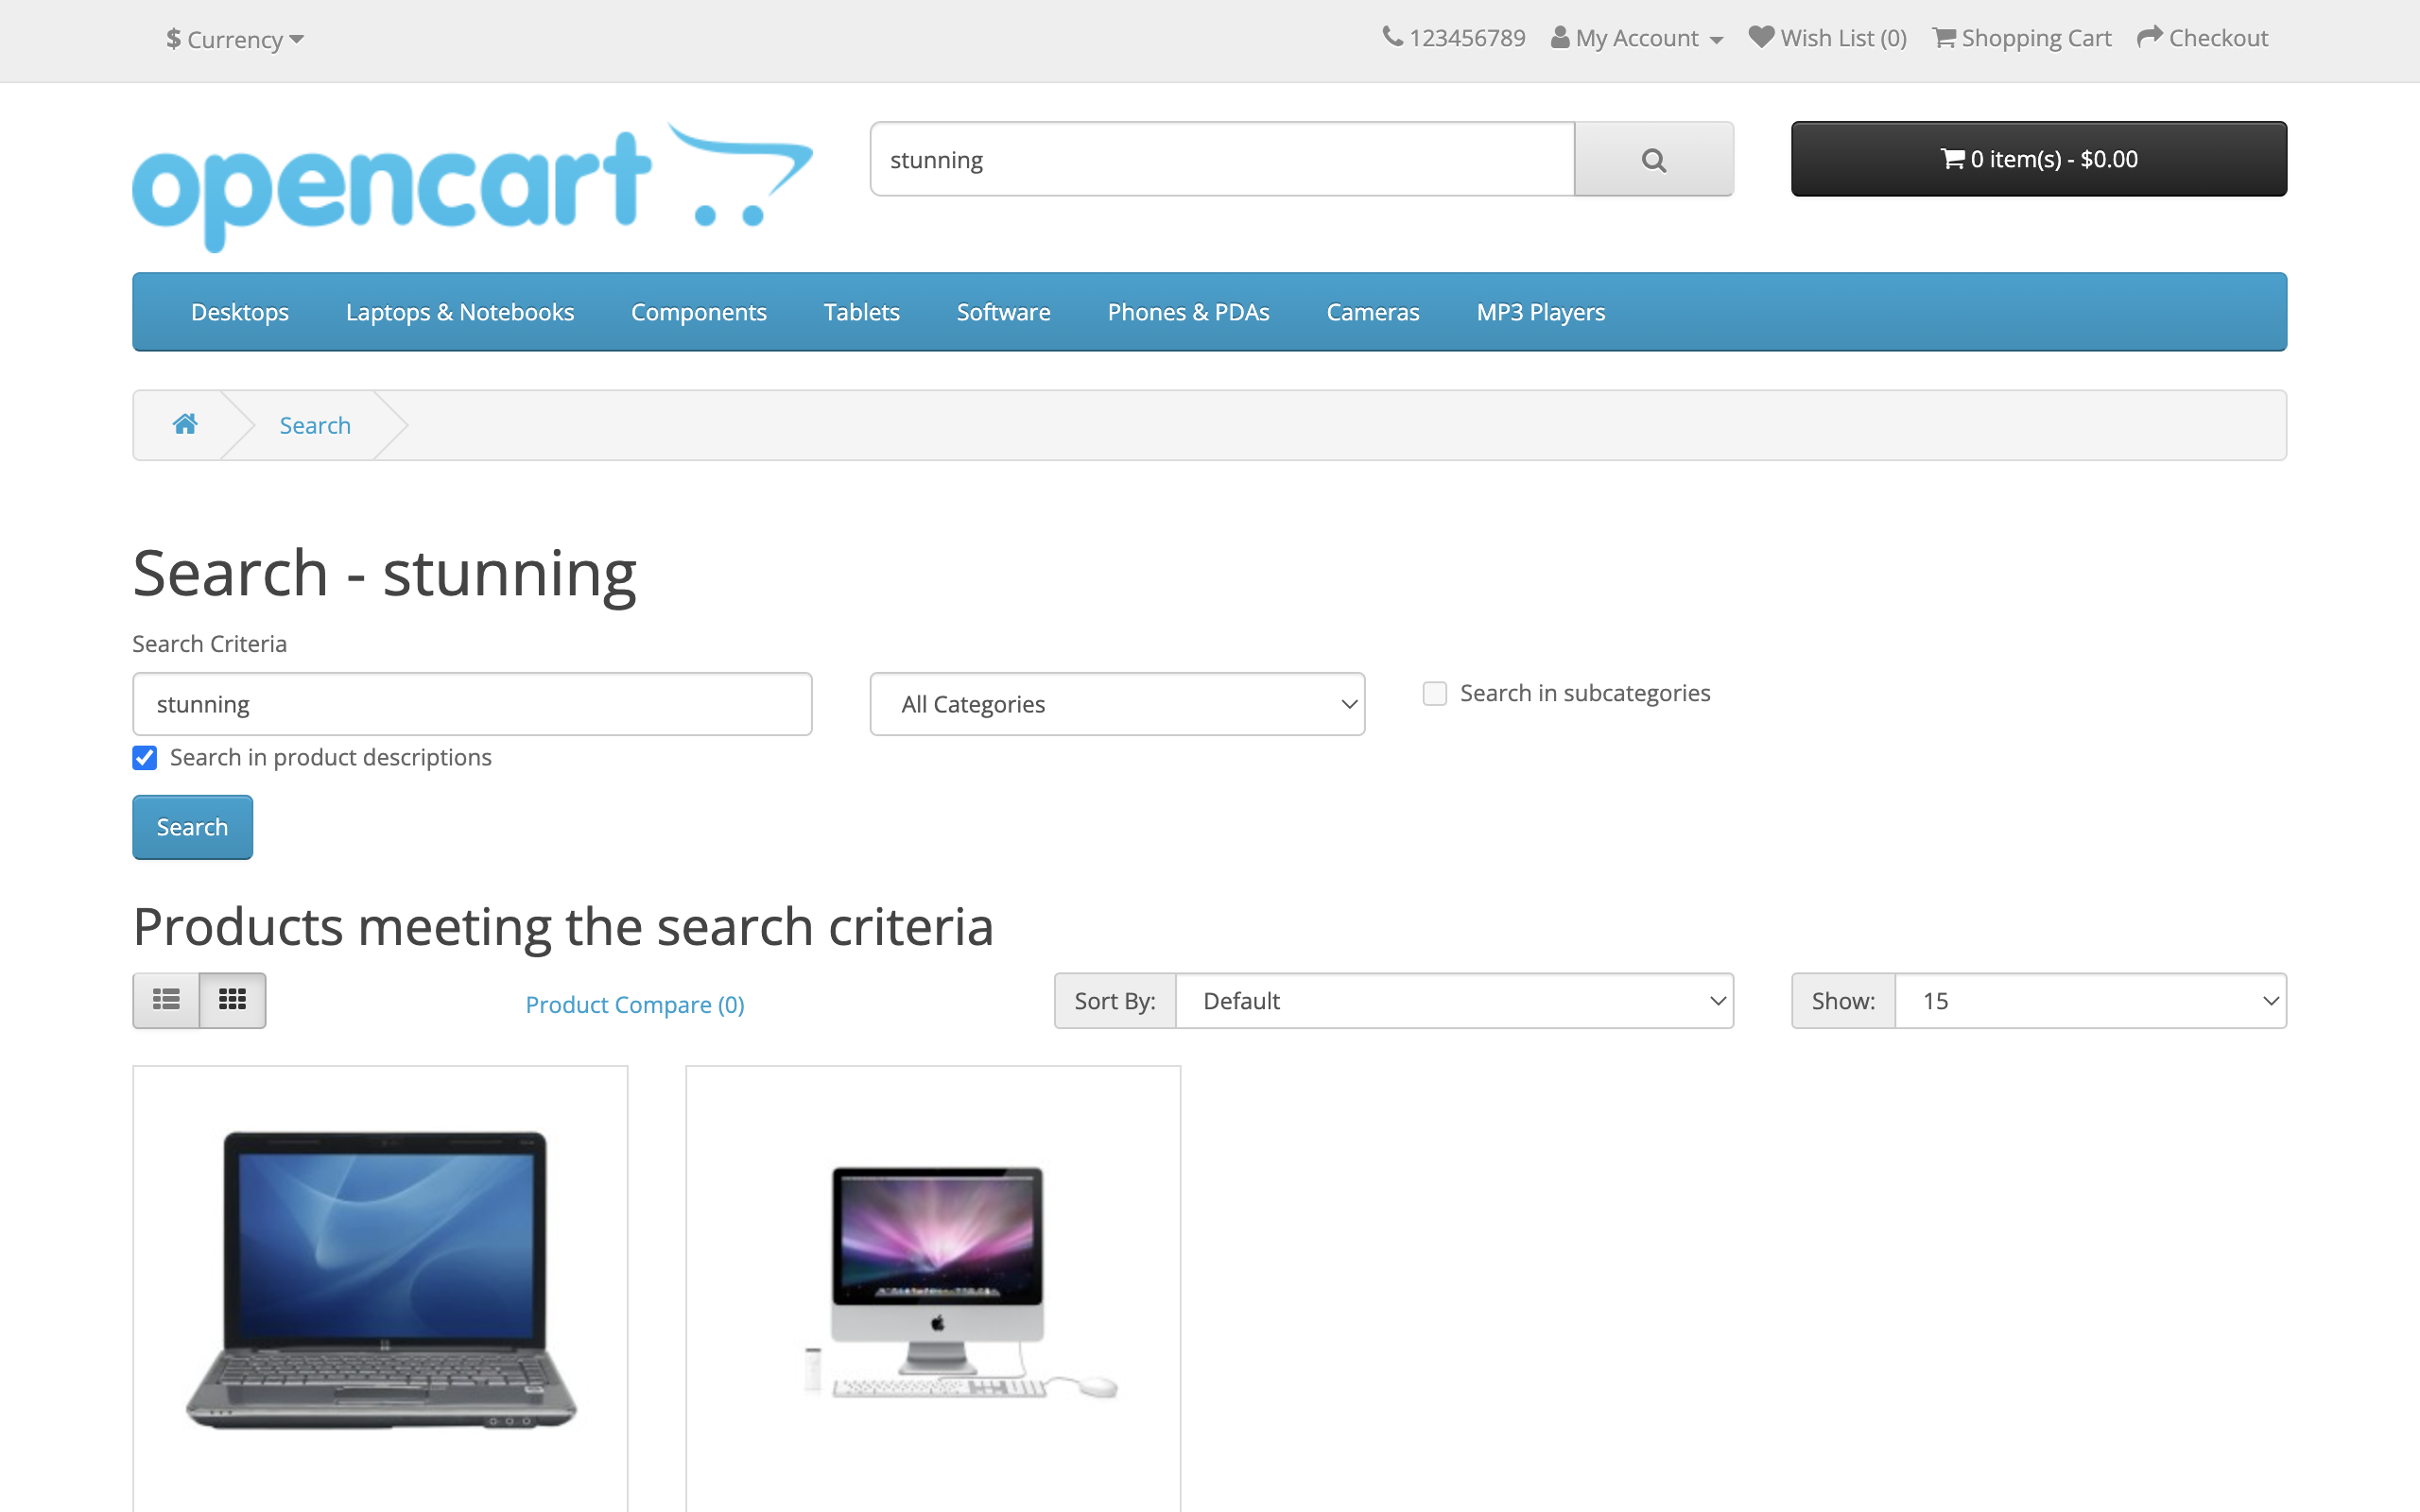 $ Currency
123456789 My Account Wish List (0) Shopping Cart Checkout
opencart
stunning
0 item(s) - $0.00
Desktops Laptops & Notebooks Components Tablets Software Phones & PDAs Cameras MP3 Players
Search
Search - stunning
Search Criteria
stunning
All Categories
Search in subcategories
Search in product descriptions
Search
Products meeting the search criteria
Product Compare (0)
Sort By: Default
Show: 15